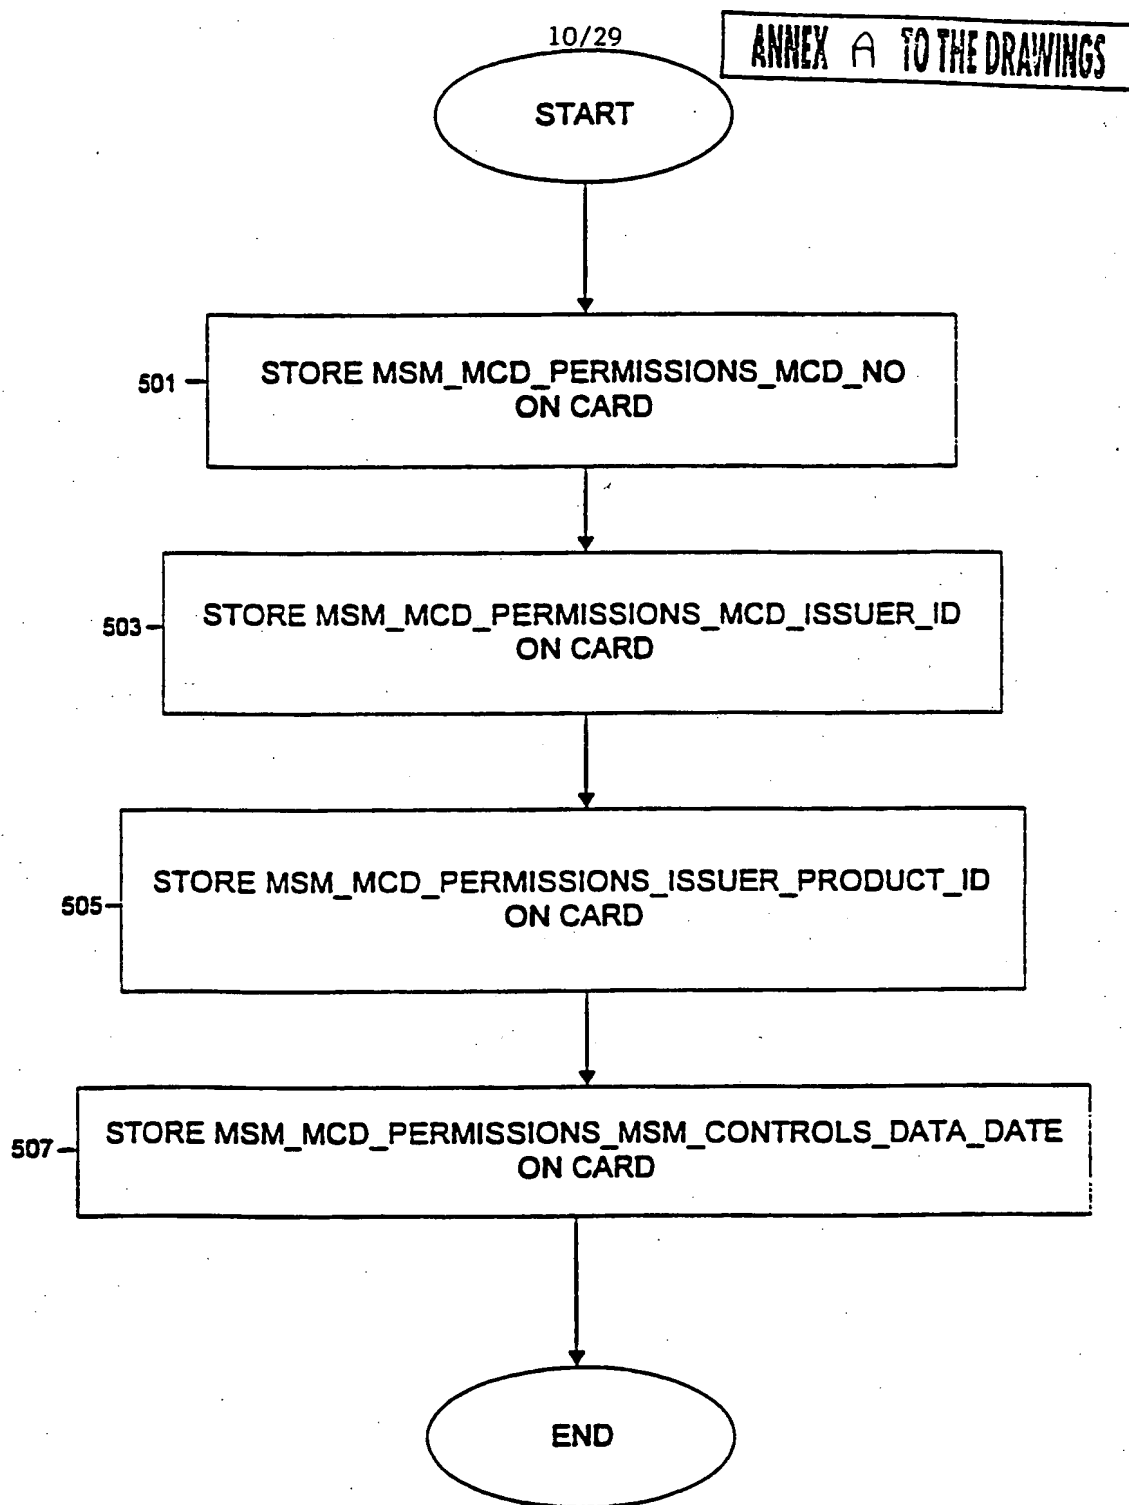 10/29
ANNEX A TO THE DRAWINGS
START
501
STORE MSM_MCD_PERMISSIONS_MCD_NO
ON CARD
503
STORE MSM_MCD_PERMISSIONS_MCD_ISSUER_ID
ON CARD
505
STORE MSM_MCD_PERMISSIONS_ISSUER_PRODUCT_ID
ON CARD
507
STORE MSM_MCD_PERMISSIONS_MSM_CONTROLS_DATA_DATE
ON CARD
END